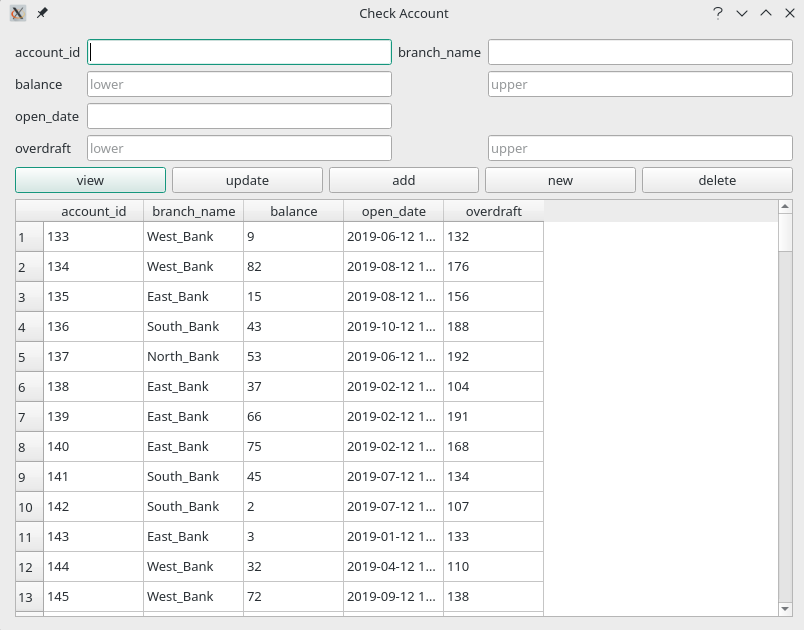 Check Account
account_id branch_name
balance lower upper
open_date
overdraft lower upper
view update add new delete
account_id branch_name balance open_date overdraft
1 133 West_Bank 9 2019-06-12 1... 132
2 134 West_Bank 82 2019-08-12 1... 176
3 135 East_Bank 15 2019-08-12 1... 156
4 136 South_Bank 43 2019-10-12 1... 188
5 137 North_Bank 53 2019-06-12 1... 192
6 138 East_Bank 37 2019-02-12 1... 104
7 139 East_Bank 66 2019-02-12 1... 191
8 140 East_Bank 75 2019-02-12 1... 168
9 141 South_Bank 45 2019-07-12 1... 134
10 142 South_Bank 2 2019-07-12 1... 107
11 143 East_Bank 3 2019-01-12 1... 133
12 144 West_Bank 32 2019-04-12 1... 110
13 145 West_Bank 72 2019-09-12 1... 138